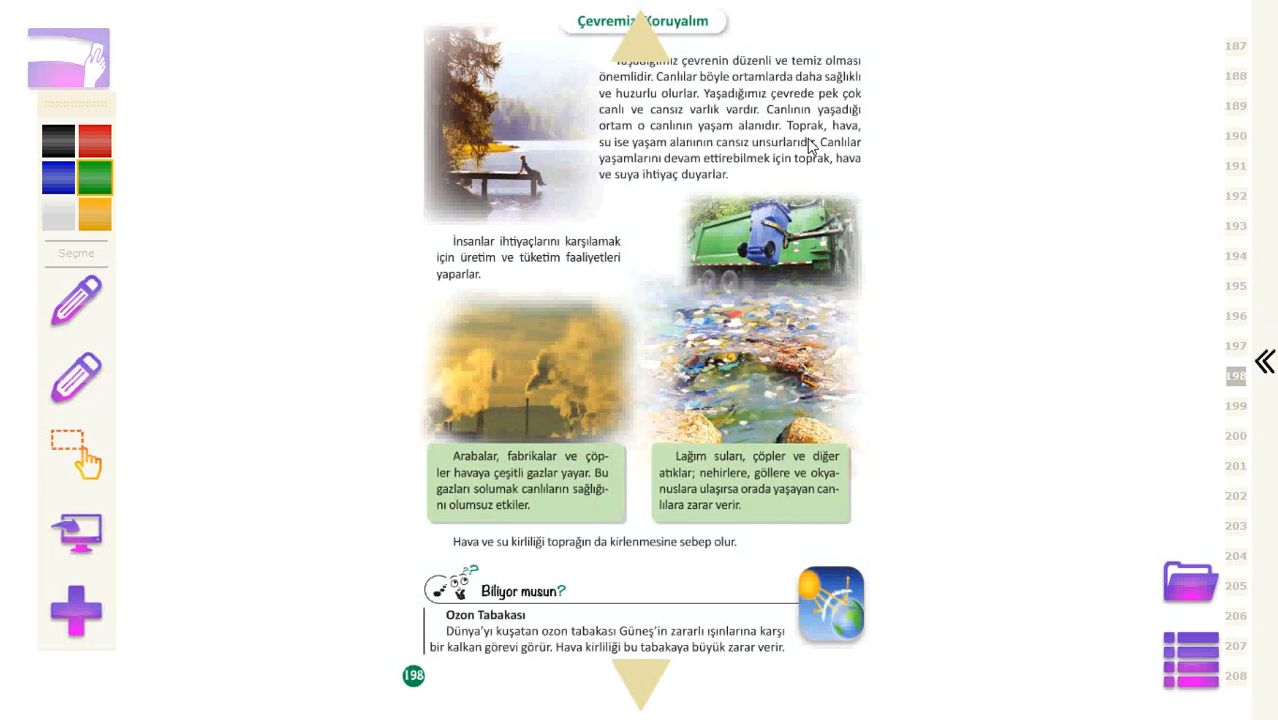 Çevremizi Koruyalım
Yaşadığımız çevrenin düzenli ve temiz olması
önemlidir. Canlılar böyle ortamlarda daha sağlıklı
ve huzurlu olurlar. Yaşadığımız çevrede pek çok
canlı ve cansız varlık vardır. Canlının yaşadığı
ortam o canlının yaşam alanıdır. Toprak, hava,
su ise yaşam alanının cansız unsurlarıdır. Canlılar
yaşamlarını devam ettirebilmek için toprak, hava
ve suya ihtiyaç duyarlar.
İnsanlar ihtiyaçlarını karşılamak
için üretim ve tüketim faaliyetleri
yaparlar.
Arabalar, fabrikalar ve çöp-
ler havaya çeşitli gazlar yayar. Bu
gazları solumak canlıların sağlığı-
nı olumsuz etkiler.
Lağım suları, çöpler ve diğer
atıklar; nehirlere, göllere ve okya-
nuslara ulaşırsa orada yaşayan can-
lılara zarar verir.
Hava ve su kirliliği toprağın da kirlenmesine sebep olur.
??
Biliyor musun?
Ozon Tabakası
Dünya'yı kuşatan ozon tabakası Güneş'in zararlı ışınlarına karşı
bir kalkan görevi görür. Hava kirliliği bu tabakaya büyük zarar verir.
198
Seçme
187
188
189
190
191
192
193
194
195
196
197
198
199
200
201
202
203
204
205
206
207
208